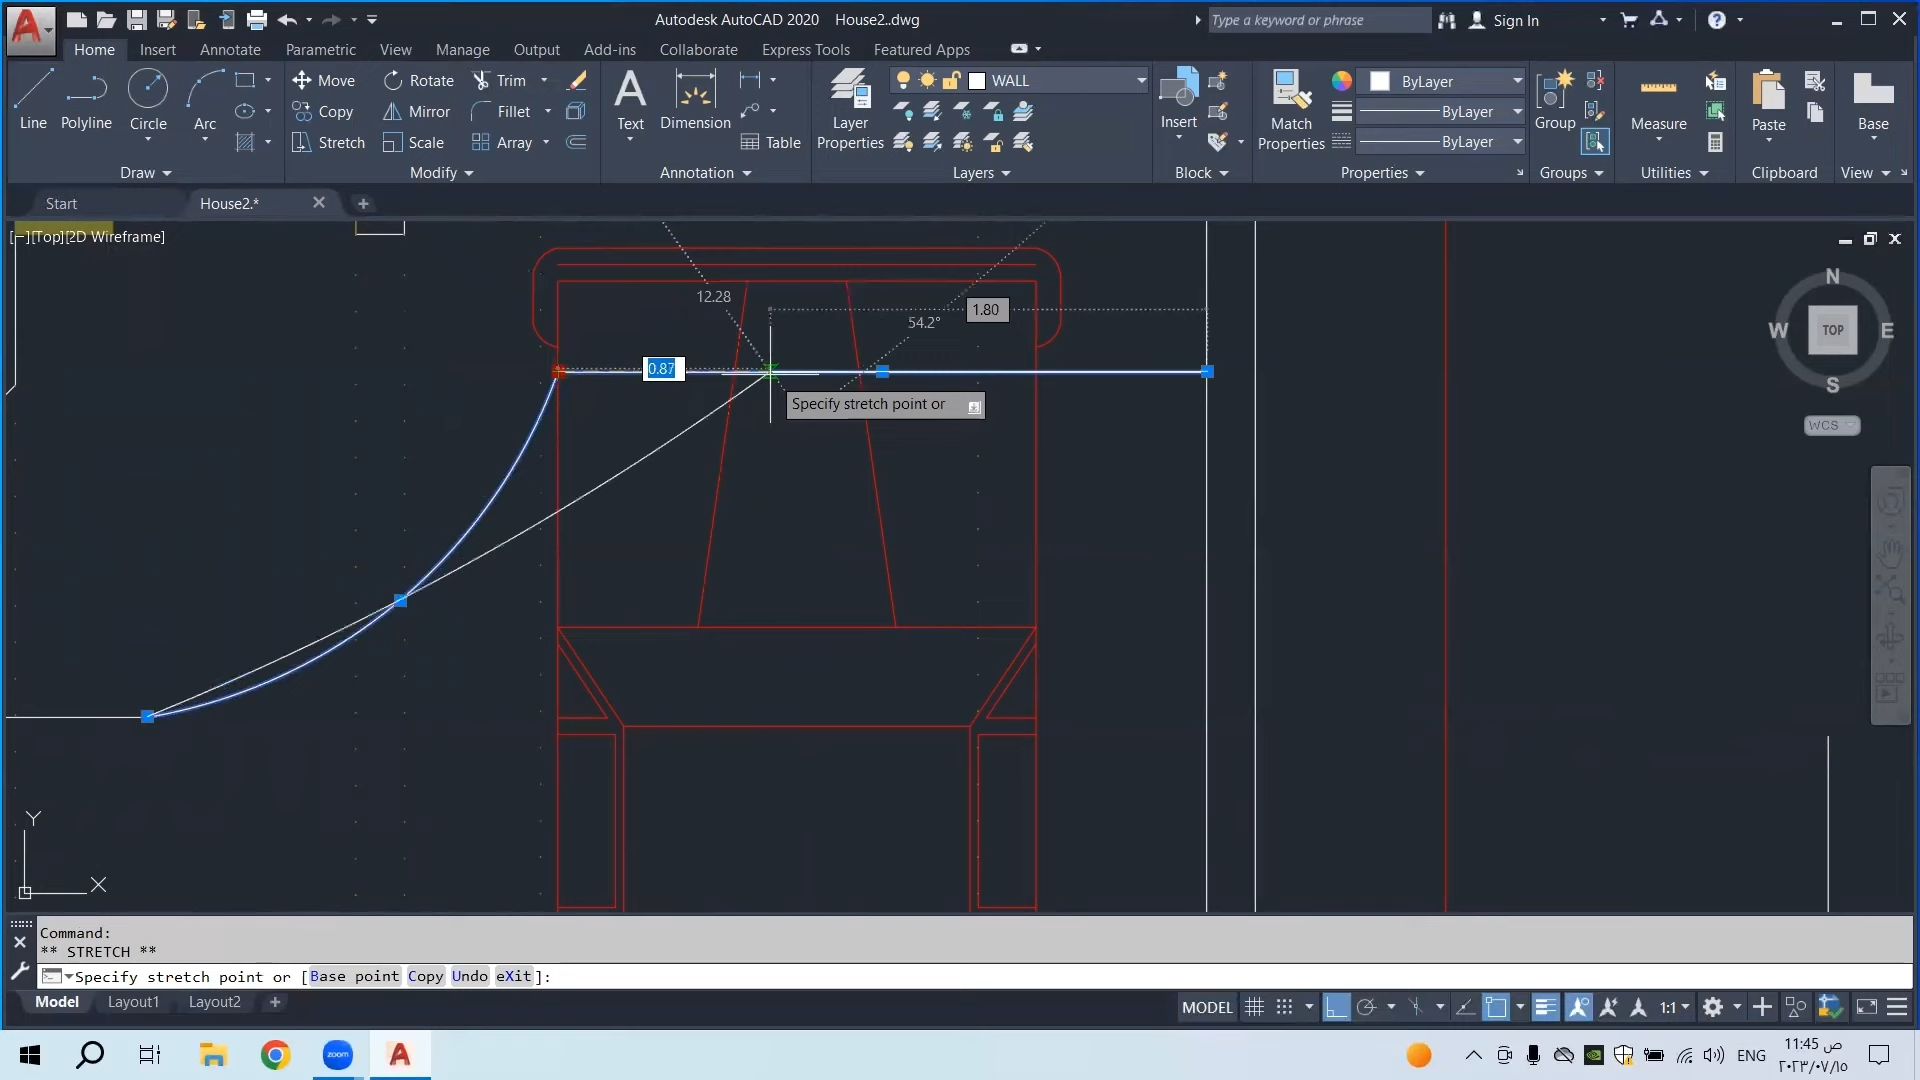 Autodesk AutoCAD 2020 House2..dwg
Type a keyword or phrase
Sign In
Home Insert Annotate Parametric View Manage Output Add-ins Collaborate Express Tools Featured Apps
Line Polyline Circle Arc
Move Rotate Trim
Copy Mirror Fillet
Stretch Scale Array
Text Dimension Table
Layer Properties
WALL
Insert
Match Properties
ByLayer
ByLayer
ByLayer
Group
Measure
Paste
Base
Draw Modify Annotation Layers Block Properties Groups Utilities Clipboard View
Start House2.*
[−][Top][2D Wireframe]
N
W TOP E
S
WCS
12.28
1.80
54.2°
0.87
Specify stretch point or
Y
X
Command:
** STRETCH **
Specify stretch point or [Base point Copy Undo eXit]:
Model Layout1 Layout2
MODEL 1:1
zoom
ENG
11:45 ص
٢٠٢٣/٠٧/١٥